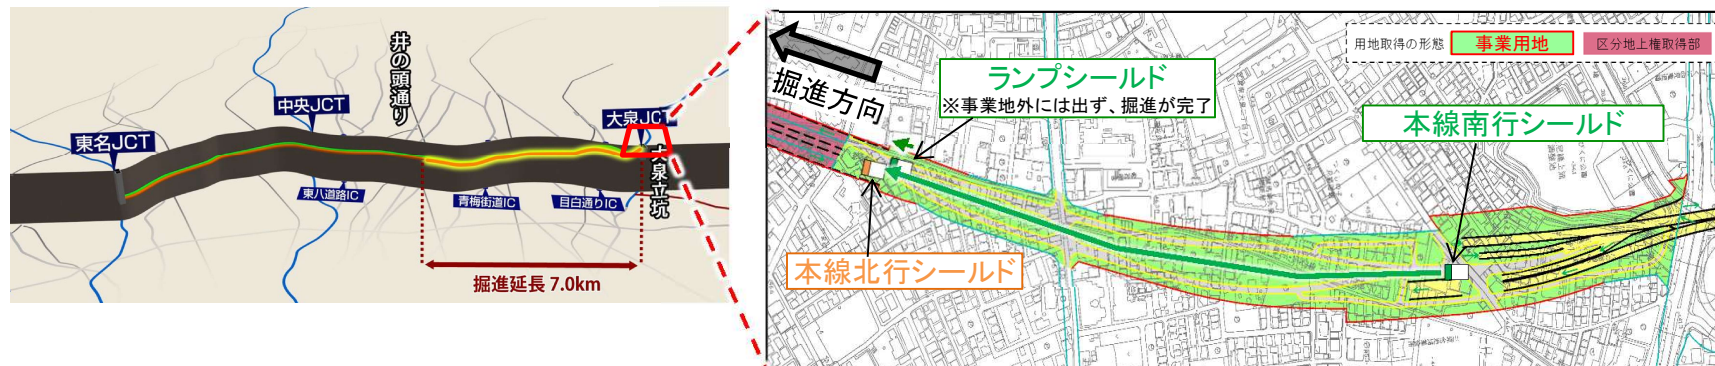 井の頭通り
中央JCT
大泉JCT
東名JCT
大泉立坑
東八道路IC
青梅街道IC
目白通りIC
掘進延長 7.0km
用地取得の形態
事業用地
区分地上権取得部
掘進方向
ランプシールド
※事業地外には出ず、掘進が完了
本線南行シールド
本線北行シールド